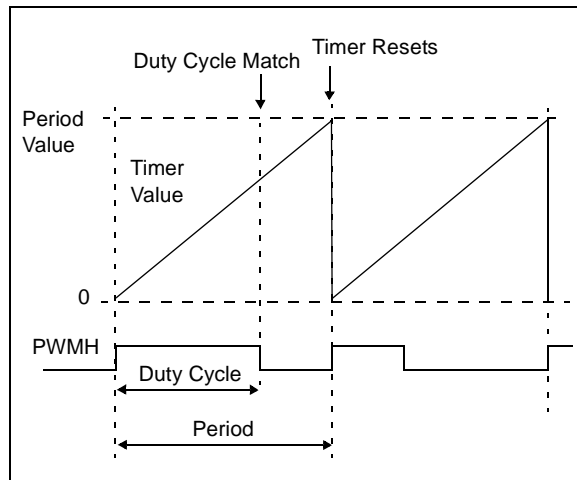 Timer Resets
Duty Cycle Match
Period
Value
Timer
Value
0
PWMH
Duty Cycle
Period